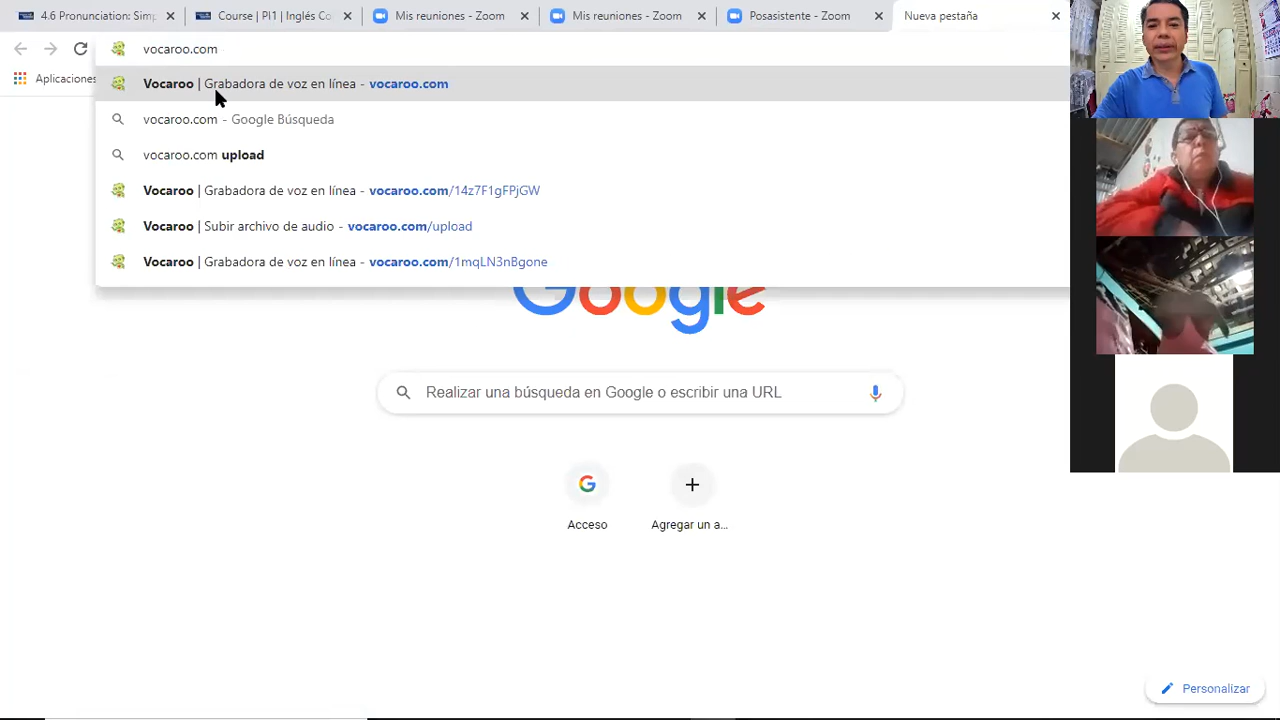 4.6 Pronunciation: Sim
Course | PI1 | Inglés Co
Mis reuniones - Zoom
Mis reuniones - Zoom
Posasistente - Zoom
Nueva pestaña
vocaroo.com
Aplicaciones
Vocaroo | Grabadora de voz en línea - vocaroo.com
vocaroo.com - Google Búsqueda
vocaroo.com upload
Vocaroo | Grabadora de voz en línea - vocaroo.com/14z7F1gFPjGW
Vocaroo | Subir archivo de audio - vocaroo.com/upload
Vocaroo | Grabadora de voz en línea - vocaroo.com/1mqLN3nBgone
Google
Realizar una búsqueda en Google o escribir una URL
G
Acceso
Agregar un a...
Personalizar